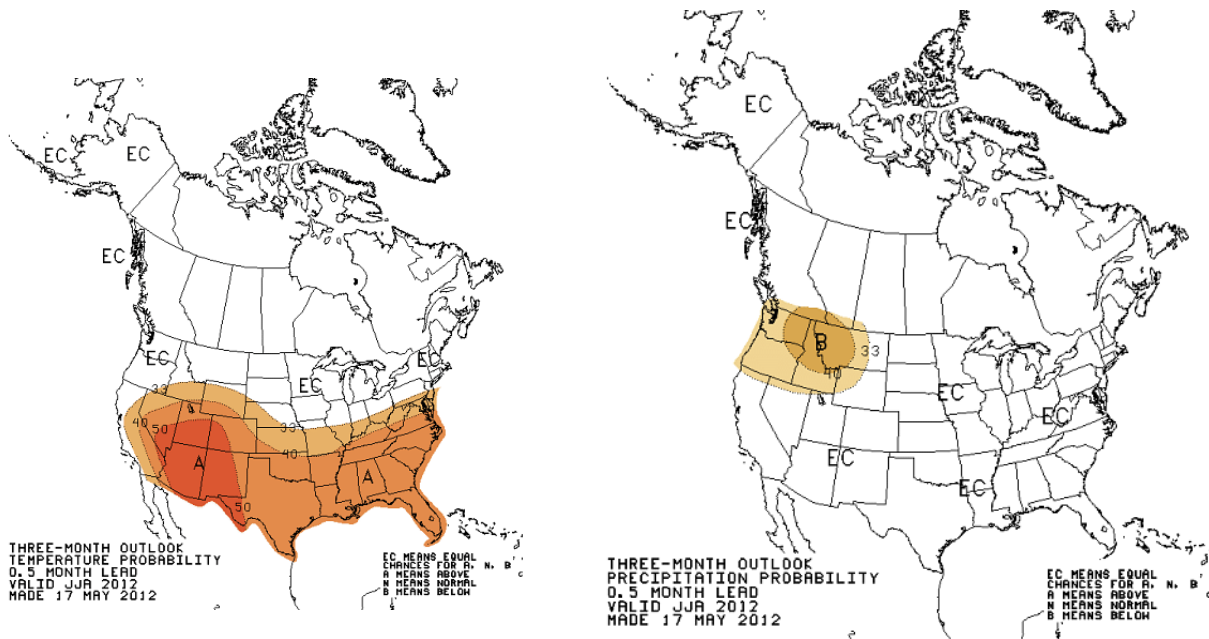 EC
EC
EC
EC
EC
EC
33
40
50
33
40
A
A
50
THREE-MONTH OUTLOOK
TEMPERATURE PROBABILITY
0.5 MONTH LEAD
VALID JJA 2012
MADE 17 MAY 2012
EC MEANS EQUAL
CHANCES FOR A, N, B
A MEANS ABOVE
N MEANS NORMAL
B MEANS BELOW
EC
EC
B
33
40
EC
EC
EC
EC
THREE-MONTH OUTLOOK
PRECIPITATION PROBABILITY
0.5 MONTH LEAD
VALID JJA 2012
MADE 17 MAY 2012
EC MEANS EQUAL
CHANCES FOR A, N, B
A MEANS ABOVE
N MEANS NORMAL
B MEANS BELOW